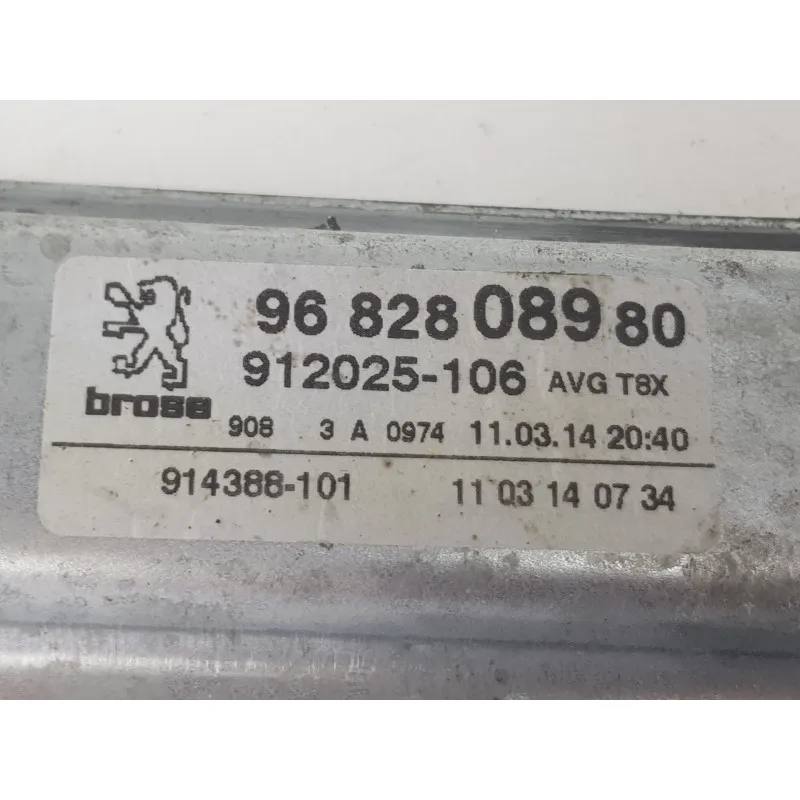 96 828 089 80
912025-106 AVG T8X
brose
908 3 A 0974 11.03.14 20:40
914388-101 11 03 14 07 34